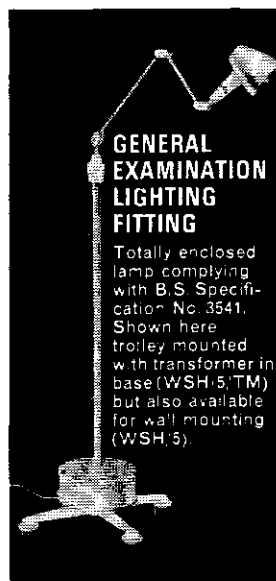 GENERAL
EXAMINATION
LIGHTING
FITTING
Totally enclosed
lamp complying
with B.S. Specifi-
cation No. 3541.
Shown here
trolley mounted
with transformer in
base (WSH/5/TM)
but also available
for wall mounting
(WSH/5).